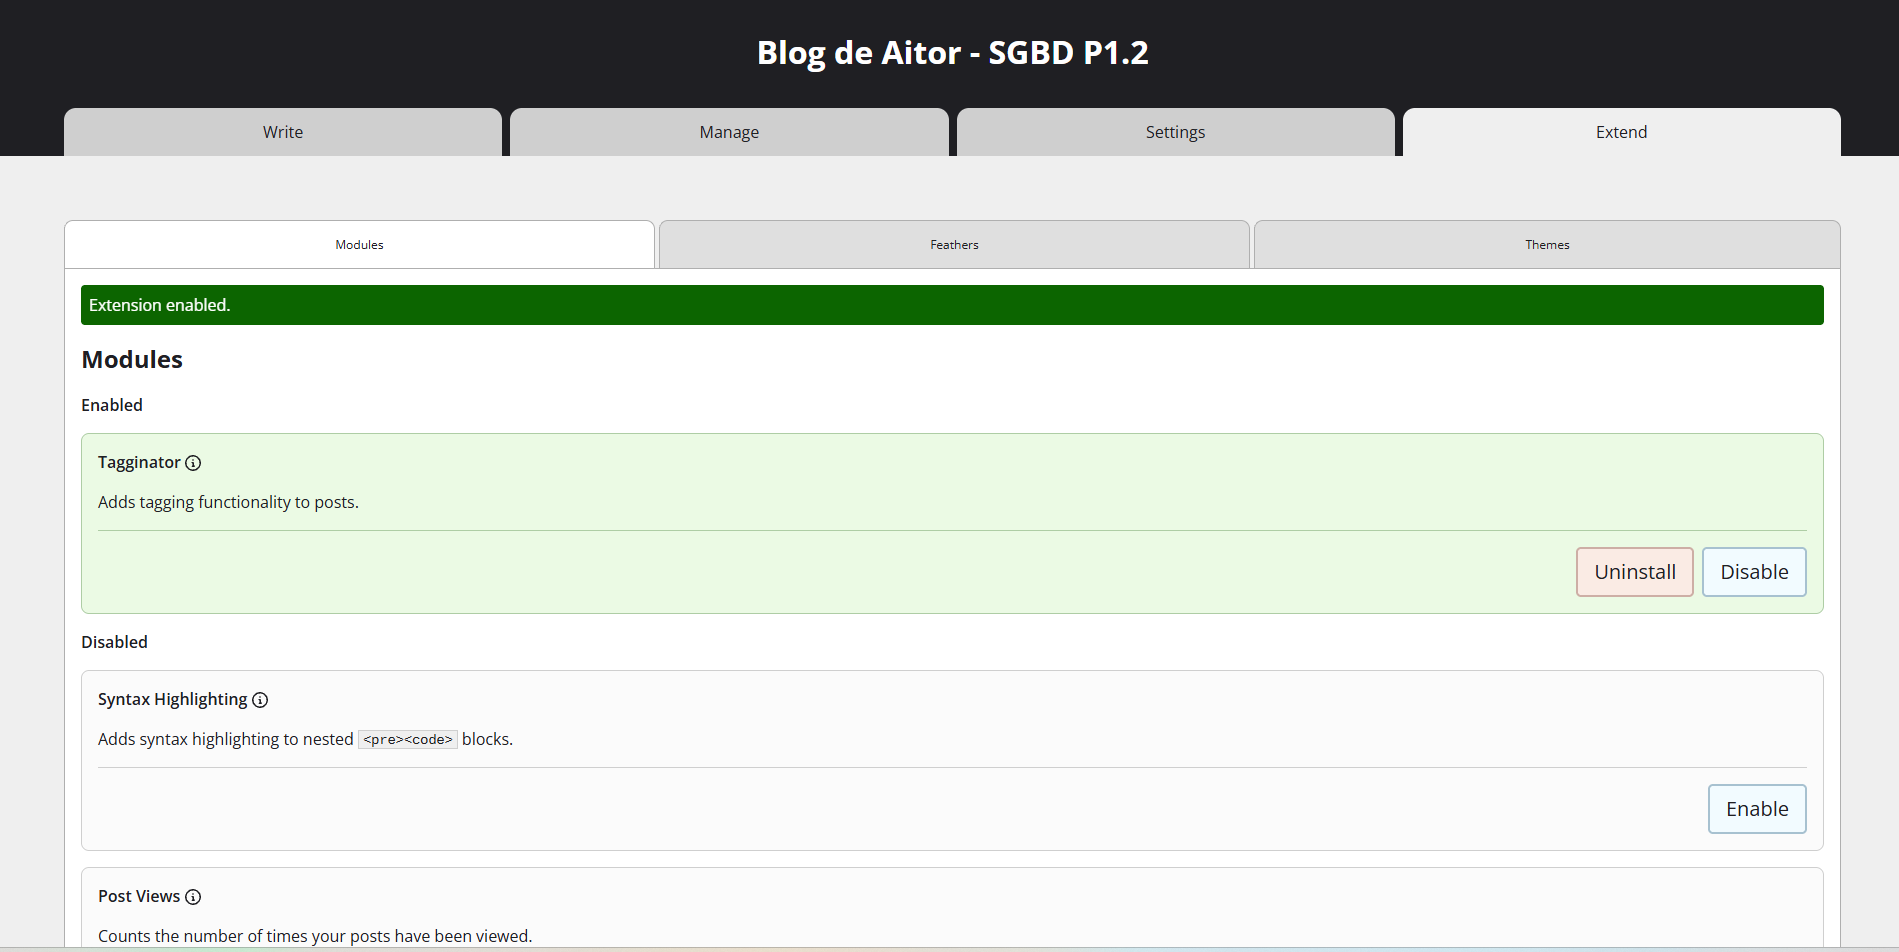 Blog de Aitor - SGBD P1.2
Write
Manage
Settings
Extend
Modules
Feathers
Themes
Extension enabled.
Modules
Enabled
Tagginator
Adds tagging functionality to posts.
Uninstall
Disable
Disabled
Syntax Highlighting
Adds syntax highlighting to nested <pre><code> blocks.
Enable
Post Views
Counts the number of times your posts have been viewed.